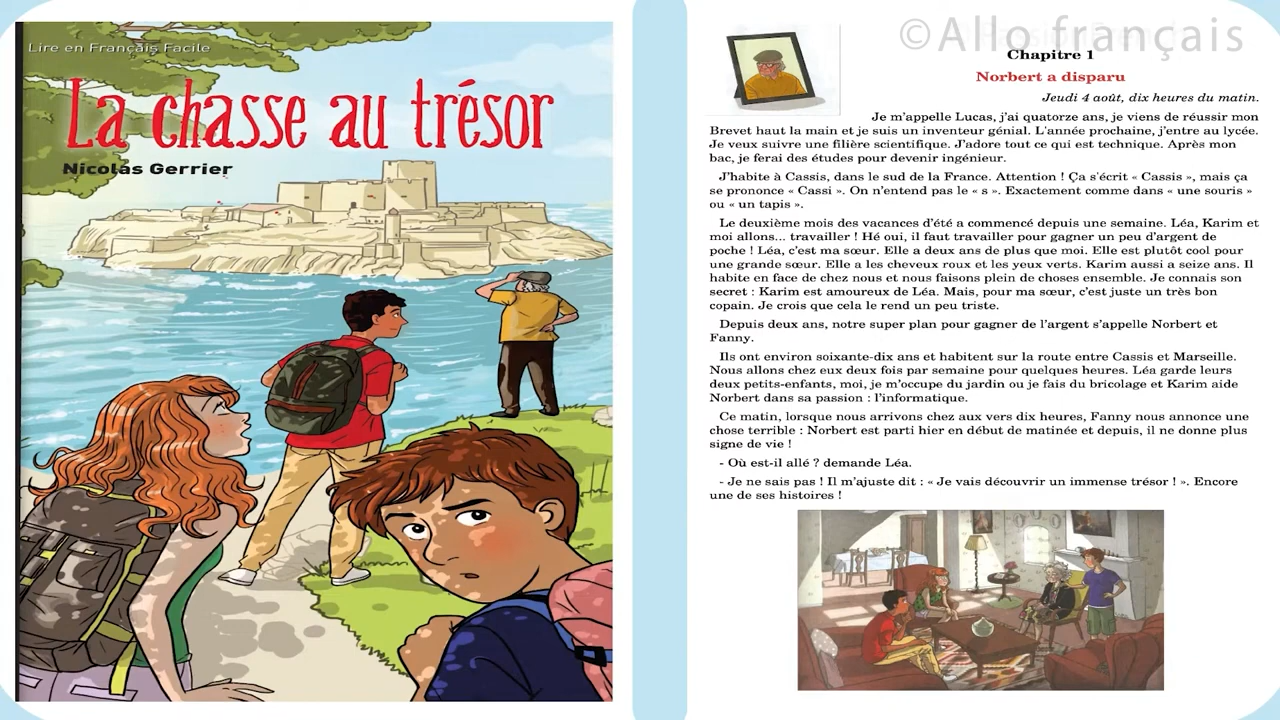 Lire en Français Facile
La chasse au trésor
Nicolas Gerrier
©Allo français
Chapitre 1
Norbert a disparu
Jeudi 4 août, dix heures du matin.
Je m'appelle Lucas, j'ai quatorze ans, je viens de réussir mon
Brevet haut la main et je suis un inventeur génial. L'année prochaine, j'entre au lycée.
Je veux suivre une filière scientifique. J'adore tout ce qui est technique. Après mon
bac, je ferai des études pour devenir ingénieur.
J'habite à Cassis, dans le sud de la France. Attention ! Ça s'écrit « Cassis », mais ça
se prononce « Cassi ». On n'entend pas le « s ». Exactement comme dans « une souris »
ou « un tapis ».
Le deuxième mois des vacances d'été a commencé depuis une semaine. Léa, Karim et
moi allons... travailler ! Hé oui, il faut travailler pour gagner un peu d'argent de
poche ! Léa, c'est ma sœur. Elle a deux ans de plus que moi. Elle est plutôt cool pour
une grande sœur. Elle a les cheveux roux et les yeux verts. Karim aussi a seize ans. Il
habite en face de chez nous et nous faisons plein de choses ensemble. Je connais son
secret : Karim est amoureux de Léa. Mais, pour ma sœur, c'est juste un très bon
copain. Je crois que cela le rend un peu triste.
Depuis deux ans, notre super plan pour gagner de l'argent s'appelle Norbert et
Fanny.
Ils ont environ soixante-dix ans et habitent sur la route entre Cassis et Marseille.
Nous allons chez eux deux fois par semaine pour quelques heures. Léa garde leurs
deux petits-enfants, moi, je m'occupe du jardin ou je fais du bricolage et Karim aide
Norbert dans sa passion : l'informatique.
Ce matin, lorsque nous arrivons chez aux vers dix heures, Fanny nous annonce une
chose terrible : Norbert est parti hier en début de matinée et depuis, il ne donne plus
signe de vie !
- Où est-il allé ? demande Léa.
- Je ne sais pas ! Il m'ajuste dit : « Je vais découvrir un immense trésor ! ». Encore
une de ses histoires !